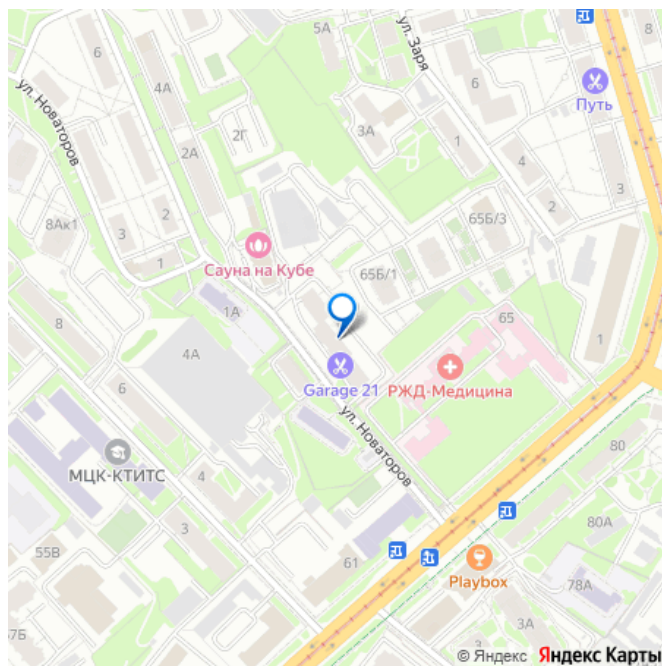 5А
ул. Заря
6
4А
6
Путь
ул. Новаторов
2Г
3А
1
4
2А
2
3
65Б/3
8Ак1
2
3
1
Сауна на Кубе
65Б/1
1А
65
8
4А
1
Garage 21
РЖД-Медицина
6
ул. Новаторов
80
МЦК-КТИТС
4
3
80А
55В
61
Playbox
78А
57Б
3А
© Яндекс Яндекс Карты